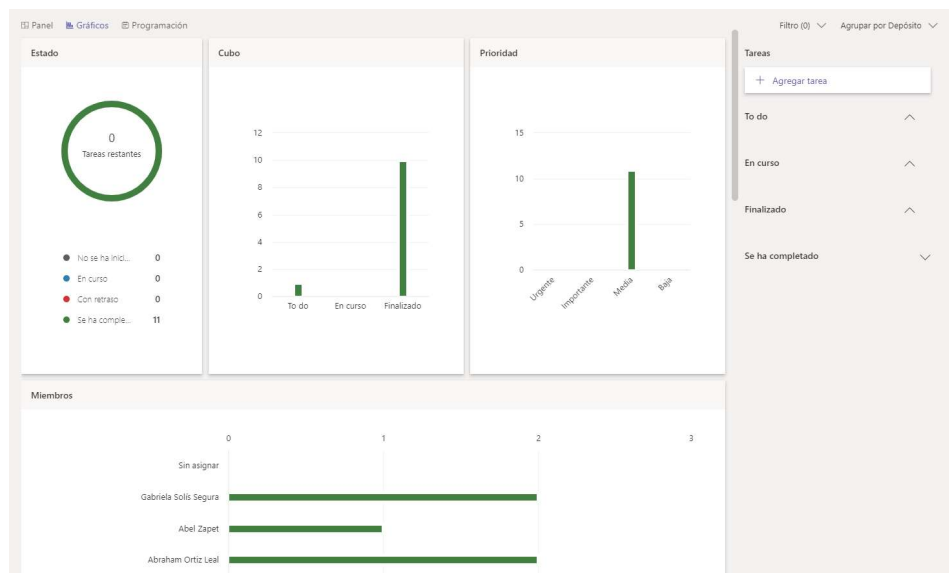 Panel Gráficos Programación
Filtro (0) Agrupar por Depósito
Estado
0
Tareas restantes
No se ha inici... 0
En curso 0
Con retraso 0
Se ha comple... 11
Cubo
12
10
8
6
4
2
0
To do En curso Finalizado
Prioridad
15
10
5
0
Urgente Importante Media Baja
Tareas
+ Agregar tarea
To do
En curso
Finalizado
Se ha completado
Miembros
0 1 2 3
Sin asignar
Gabriela Solís Segura
Abel Zapet
Abraham Ortíz Leal